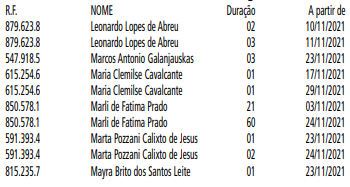 R.F. NOME Duração A partir de
879.623.8 Leonardo Lopes de Abreu 02 10/11/2021
879.623.8 Leonardo Lopes de Abreu 03 11/11/2021
547.918.5 Marcos Antonio Galanjauskas 03 23/11/2021
615.254.6 Maria Clemilse Cavalcante 01 17/11/2021
615.254.6 Maria Clemilse Cavalcante 01 29/11/2021
850.578.1 Marli de Fatima Prado 21 03/11/2021
850.578.1 Marli de Fatima Prado 60 24/11/2021
591.393.4 Marta Pozzani Calixto de Jesus 01 23/11/2021
591.393.4 Marta Pozzani Calixto de Jesus 02 24/11/2021
815.235.7 Mayra Brito dos Santos Leite 01 23/11/2021